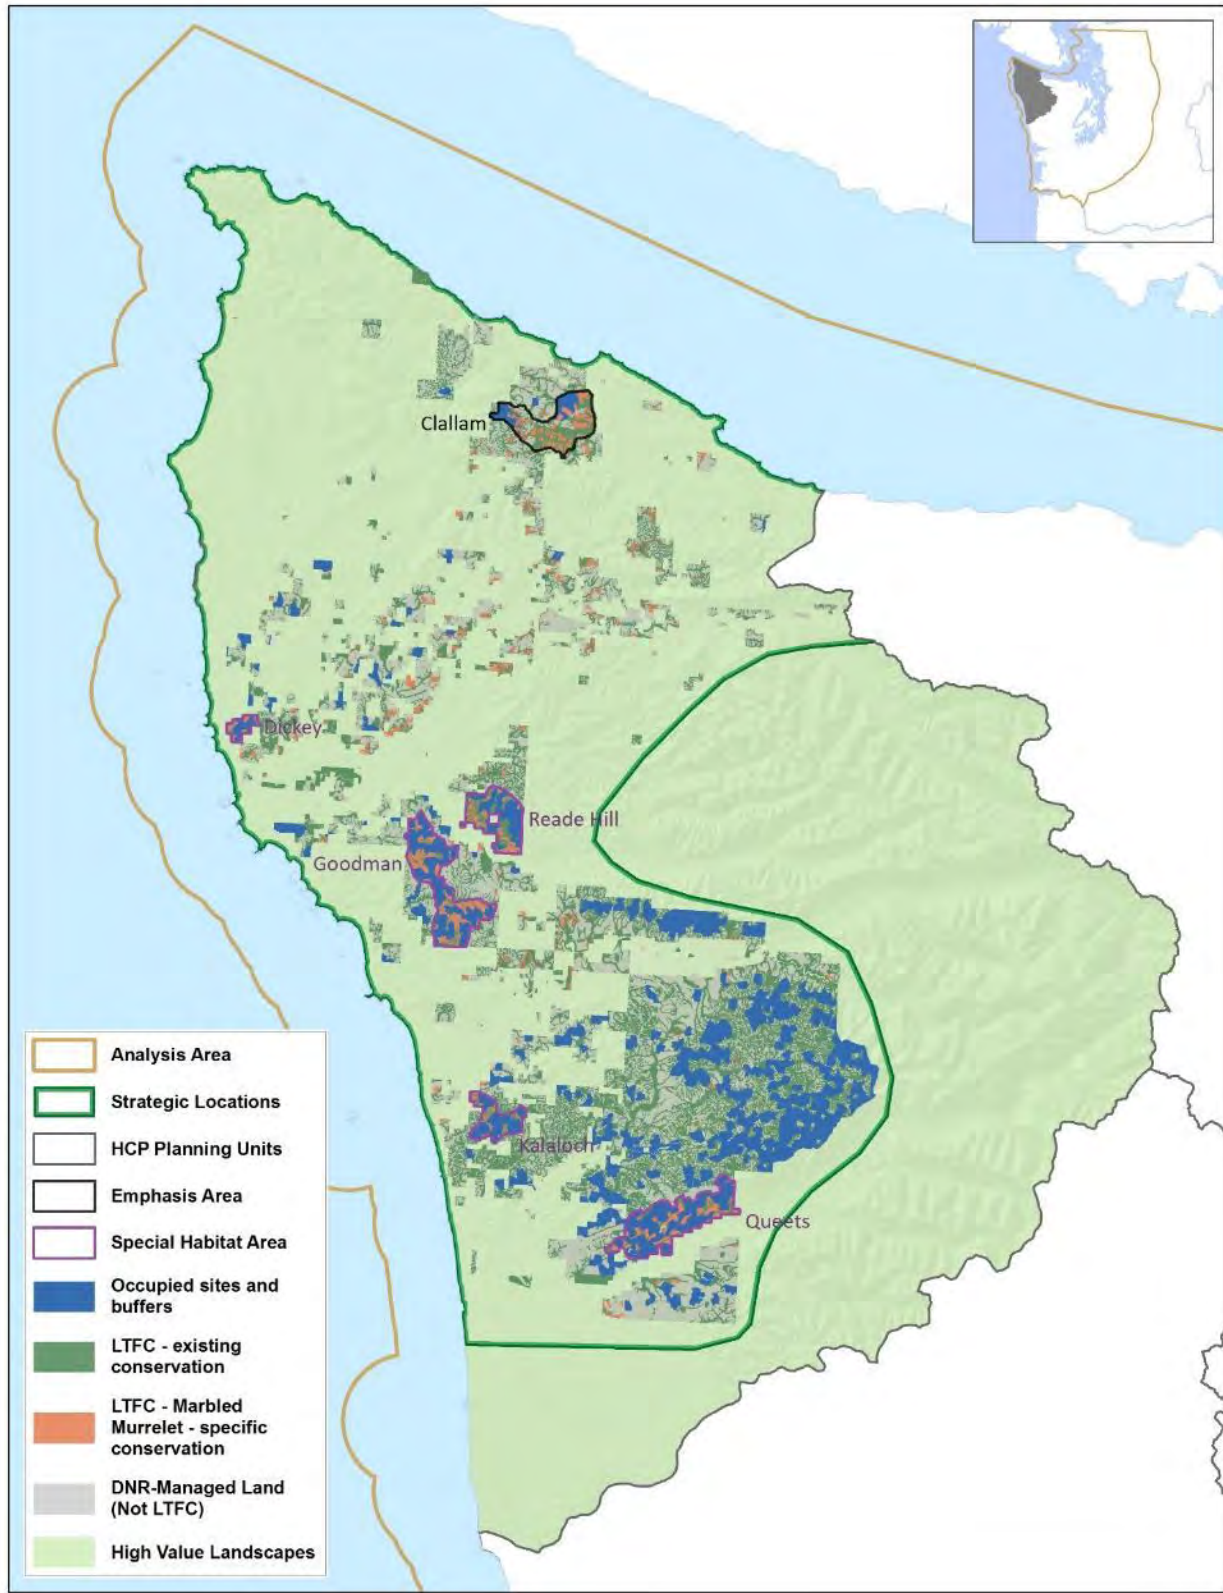 Clallam
Dickey
Reade Hill
Goodman
Kalaloch
Queets
Analysis Area
Strategic Locations
HCP Planning Units
Emphasis Area
Special Habitat Area
Occupied sites and
buffers
LTFC - existing
conservation
LTFC - Marbled
Murrelet - specific
conservation
DNR-Managed Land
(Not LTFC)
High Value Landscapes